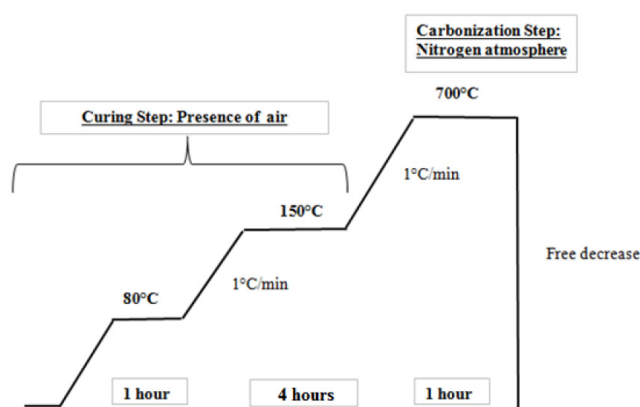 Carbonization Step:
Nitrogen atmosphere
700°C
Curing Step: Presence of air
1°C/min
150°C
Free decrease
1°C/min
80°C
1 hour
4 hours
1 hour